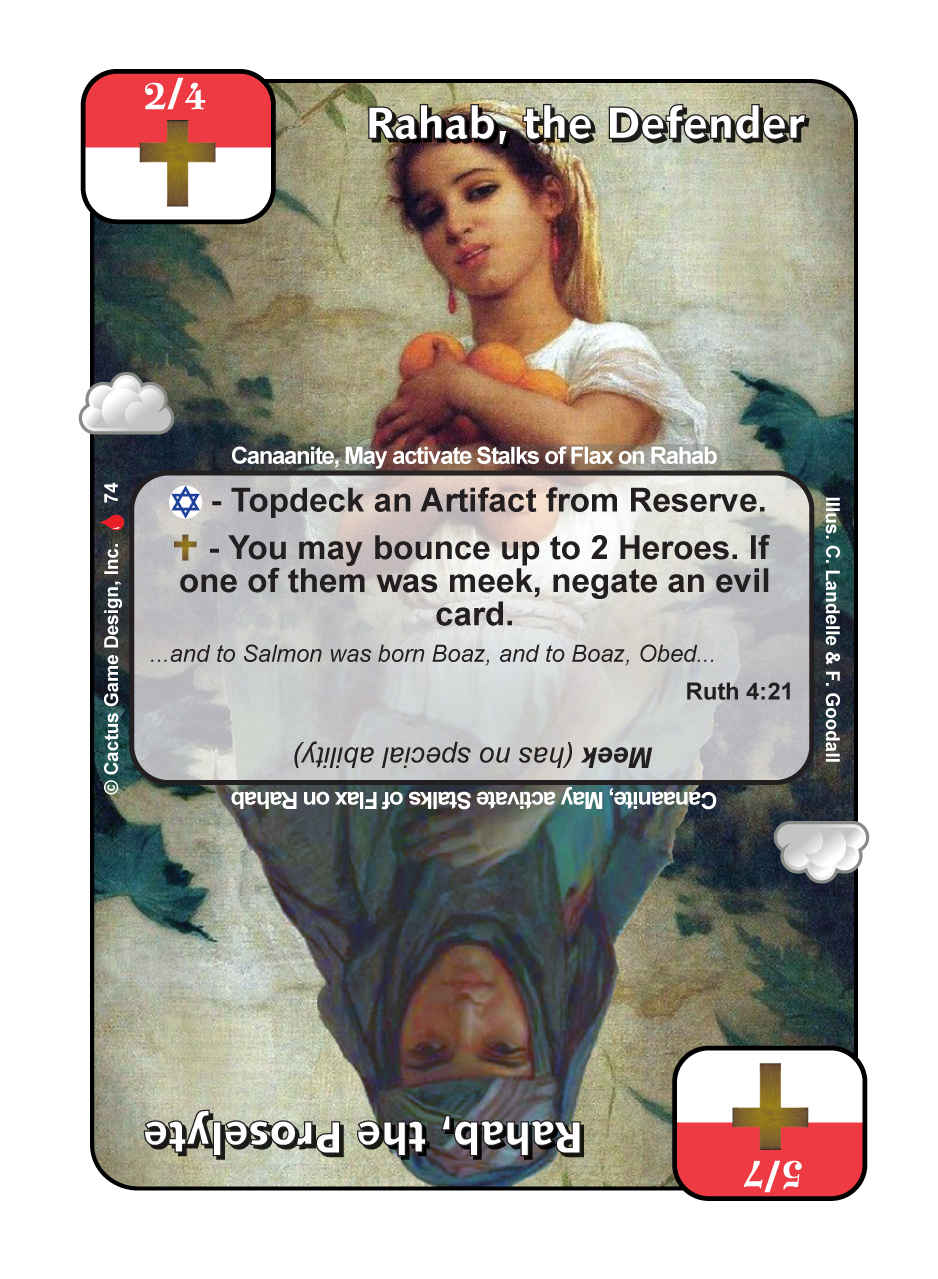 2/4
Rahab, the Defender
Canaanite, May activate Stalks of Flax on Rahab
- Topdeck an Artifact from Reserve.
- You may bounce up to 2 Heroes. If
one of them was meek, negate an evil
card.
...and to Salmon was born Boaz, and to Boaz, Obed...
Ruth 4:21
Meek (has no special ability)
Canaanite, May activate Stalks of Flax on Rahab
Rahab, the Proselyte
5/7
© Cactus Game Design, Inc. 74
Illus. C. Landelle & F. Goodall